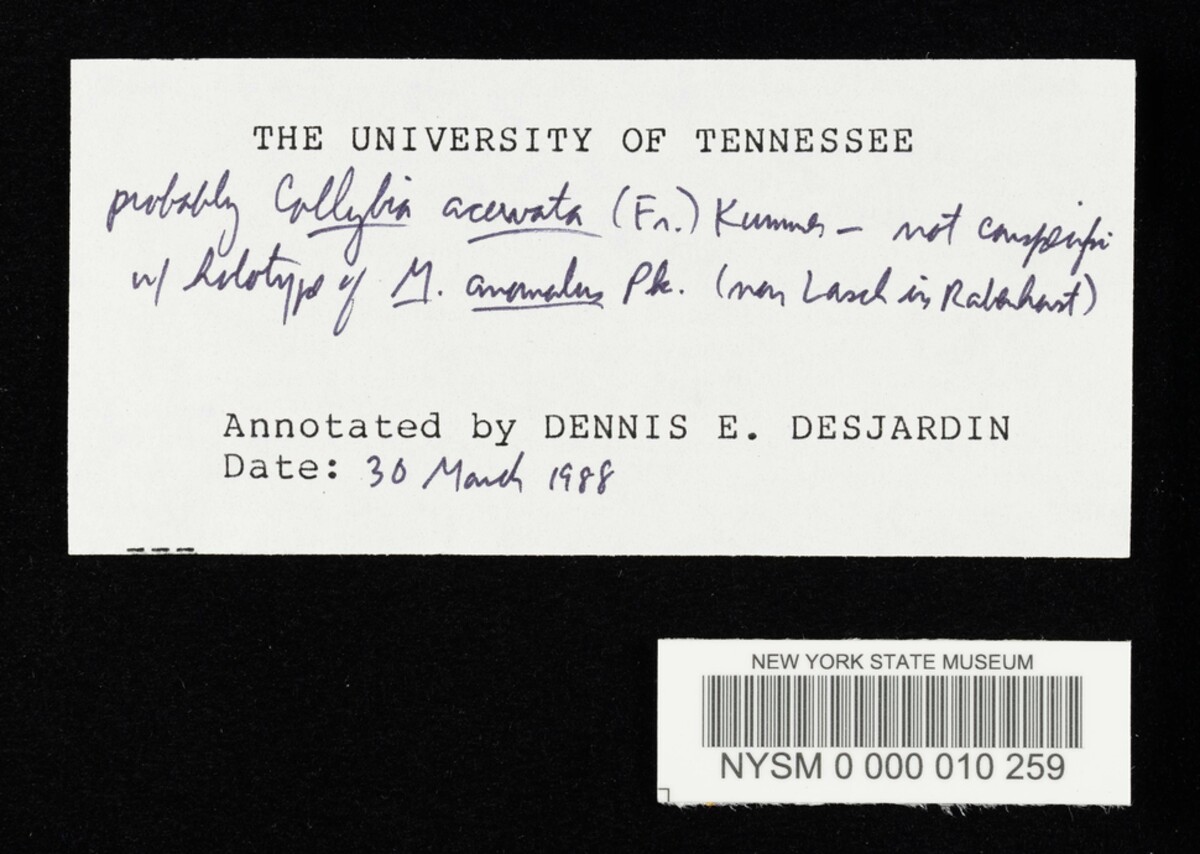 THE UNIVERSITY OF TENNESSEE
probably Collybia acervata (Fr.) Kummer – not conspecific
w/ holotype of M. anomalus Pk. (non Lasch in Rabenhorst)
Annotated by DENNIS E. DESJARDIN
Date: 30 March 1988
NEW YORK STATE MUSEUM
NYSM 0 000 010 259